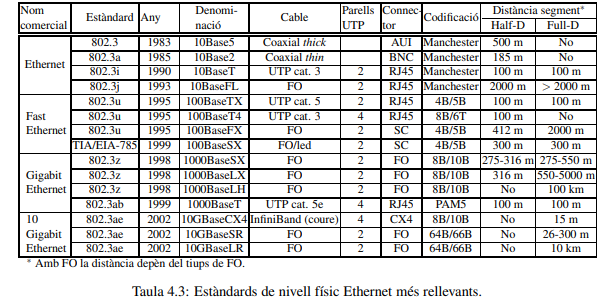 Nom comercial | Estàndard | Any | Denominació | Cable | Parells UTP | Connector | Codificació | Distància segment* Half-D | Full-D
Ethernet | 802.3 | 1983 | 10Base5 | Coaxial thick | | AUI | Manchester | 500 m | No
802.3a | 1985 | 10Base2 | Coaxial thin | | BNC | Manchester | 185 m | No
802.3i | 1990 | 10BaseT | UTP cat. 3 | 2 | RJ45 | Manchester | 100 m | 100 m
802.3j | 1993 | 10BaseFL | FO | 2 | FO | Manchester | 2000 m | > 2000 m
Fast Ethernet | 802.3u | 1995 | 100BaseTX | UTP cat. 5 | 2 | RJ45 | 4B/5B | 100 m | 100 m
802.3u | 1995 | 100BaseT4 | UTP cat. 3 | 4 | RJ45 | 8B/6T | 100 m | No
802.3u | 1995 | 100BaseFX | FO | 2 | SC | 4B/5B | 412 m | 2000 m
TIA/EIA-785 | 1999 | 100BaseSX | FO/led | 2 | SC | 4B/5B | 300 m | 300 m
Gigabit Ethernet | 802.3z | 1998 | 1000BaseSX | FO | 2 | FO | 8B/10B | 275-316 m | 275-550 m
802.3z | 1998 | 1000BaseLX | FO | 2 | FO | 8B/10B | 316 m | 550-5000 m
802.3z | 1998 | 1000BaseLH | FO | 2 | FO | 8B/10B | No | 100 km
802.3ab | 1999 | 1000BaseT | UTP cat. 5e | 4 | RJ45 | PAM5 | 100 m | 100 m
10 Gigabit Ethernet | 802.3ae | 2002 | 10GBaseCX4 | InfiniBand (coure) | 4 | CX4 | 8B/10B | No | 15 m
802.3ae | 2002 | 10GBaseSR | FO | 2 | FO | 64B/66B | No | 26-300 m
802.3ae | 2002 | 10GBaseLR | FO | 2 | FO | 64B/66B | No | 10 km
* Amb FO la distància depèn del tiups de FO.
Taula 4.3: Estàndards de nivell físic Ethernet més rellevants.